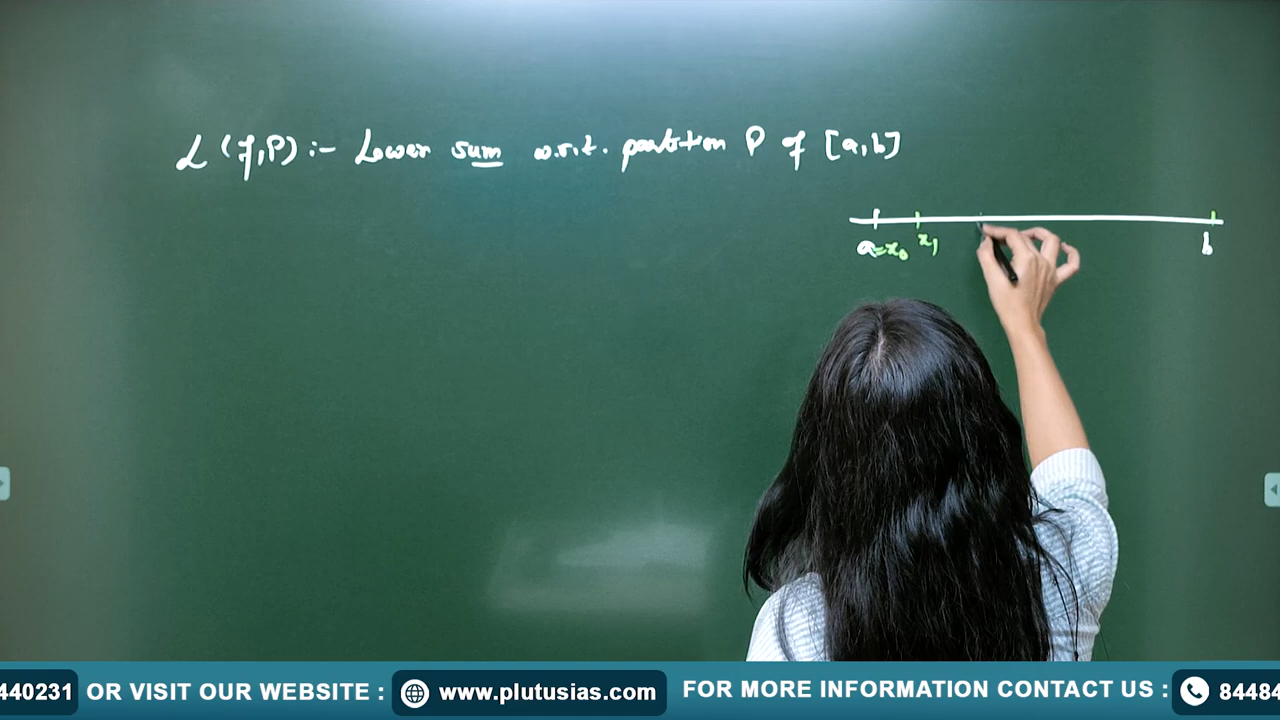 L(f,P) :- Lower sum w.r.t. partition P of [a,b]
a=x₀ x₁ b
440231 OR VISIT OUR WEBSITE : www.plutusias.com FOR MORE INFORMATION CONTACT US : 84484